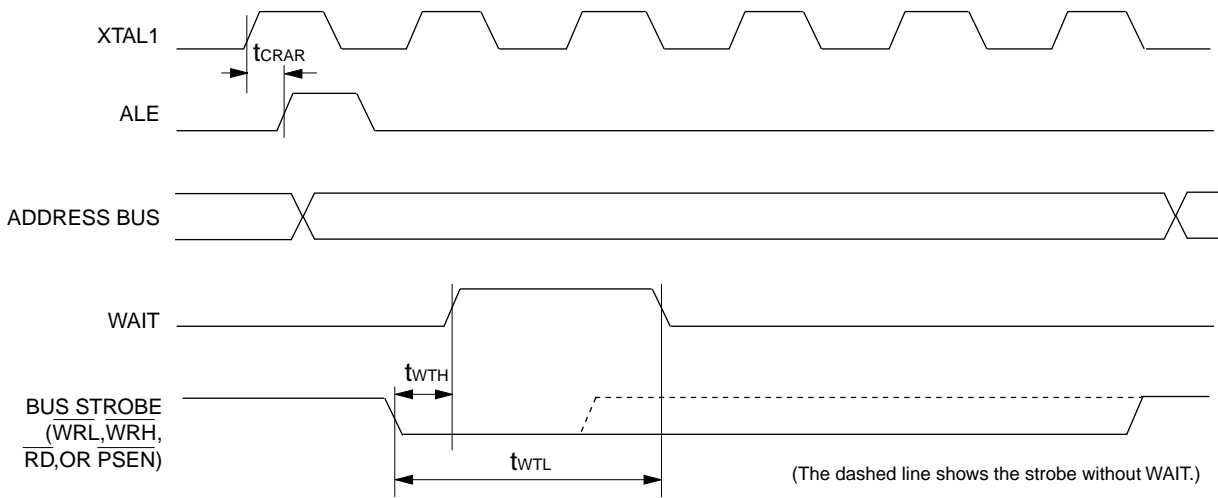 XTAL1
tCRAR
ALE
ADDRESS BUS
WAIT
tWTH
BUS STROBE
(WRL,WRH,
RD,OR PSEN)
tWTL
(The dashed line shows the strobe without WAIT.)